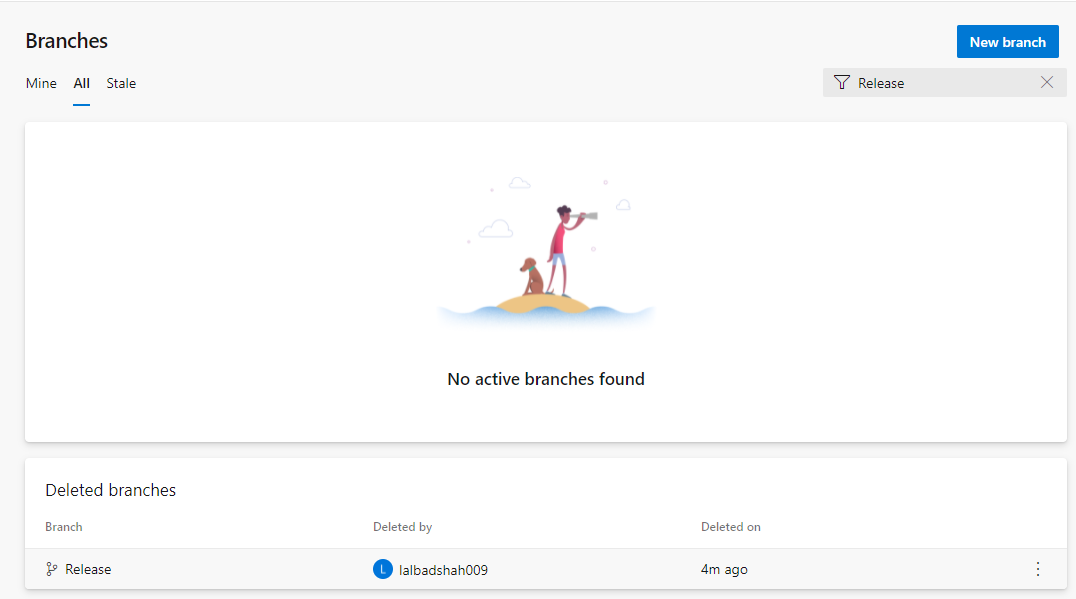 Branches
New branch
Mine All Stale
Release
No active branches found
Deleted branches
Branch Deleted by Deleted on
Release L lalbadshah009 4m ago